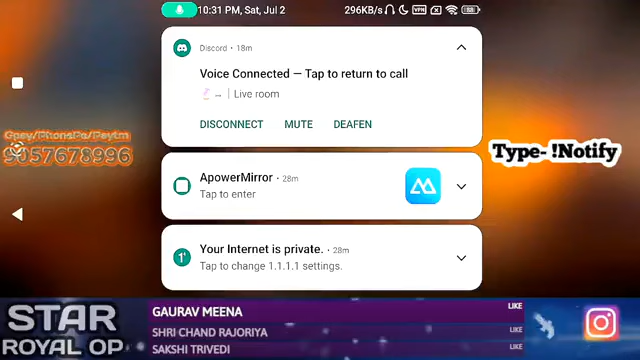 10:31 PM, Sat, Jul 2
296KB/s
VPN
Discord • 18m
Voice Connected — Tap to return to call
... | Live room
DISCONNECT MUTE DEAFEN
Gpay/PhonePe/Paytm
9057678996
Type- !Notify
ApowerMirror • 28m
Tap to enter
Your Internet is private. • 28m
Tap to change 1.1.1.1 settings.
STAR
ROYAL OP
GAURAV MEENA LIKE
SHRI CHAND RAJORIYA LIKE
SAKSHI TRIVEDI LIKE